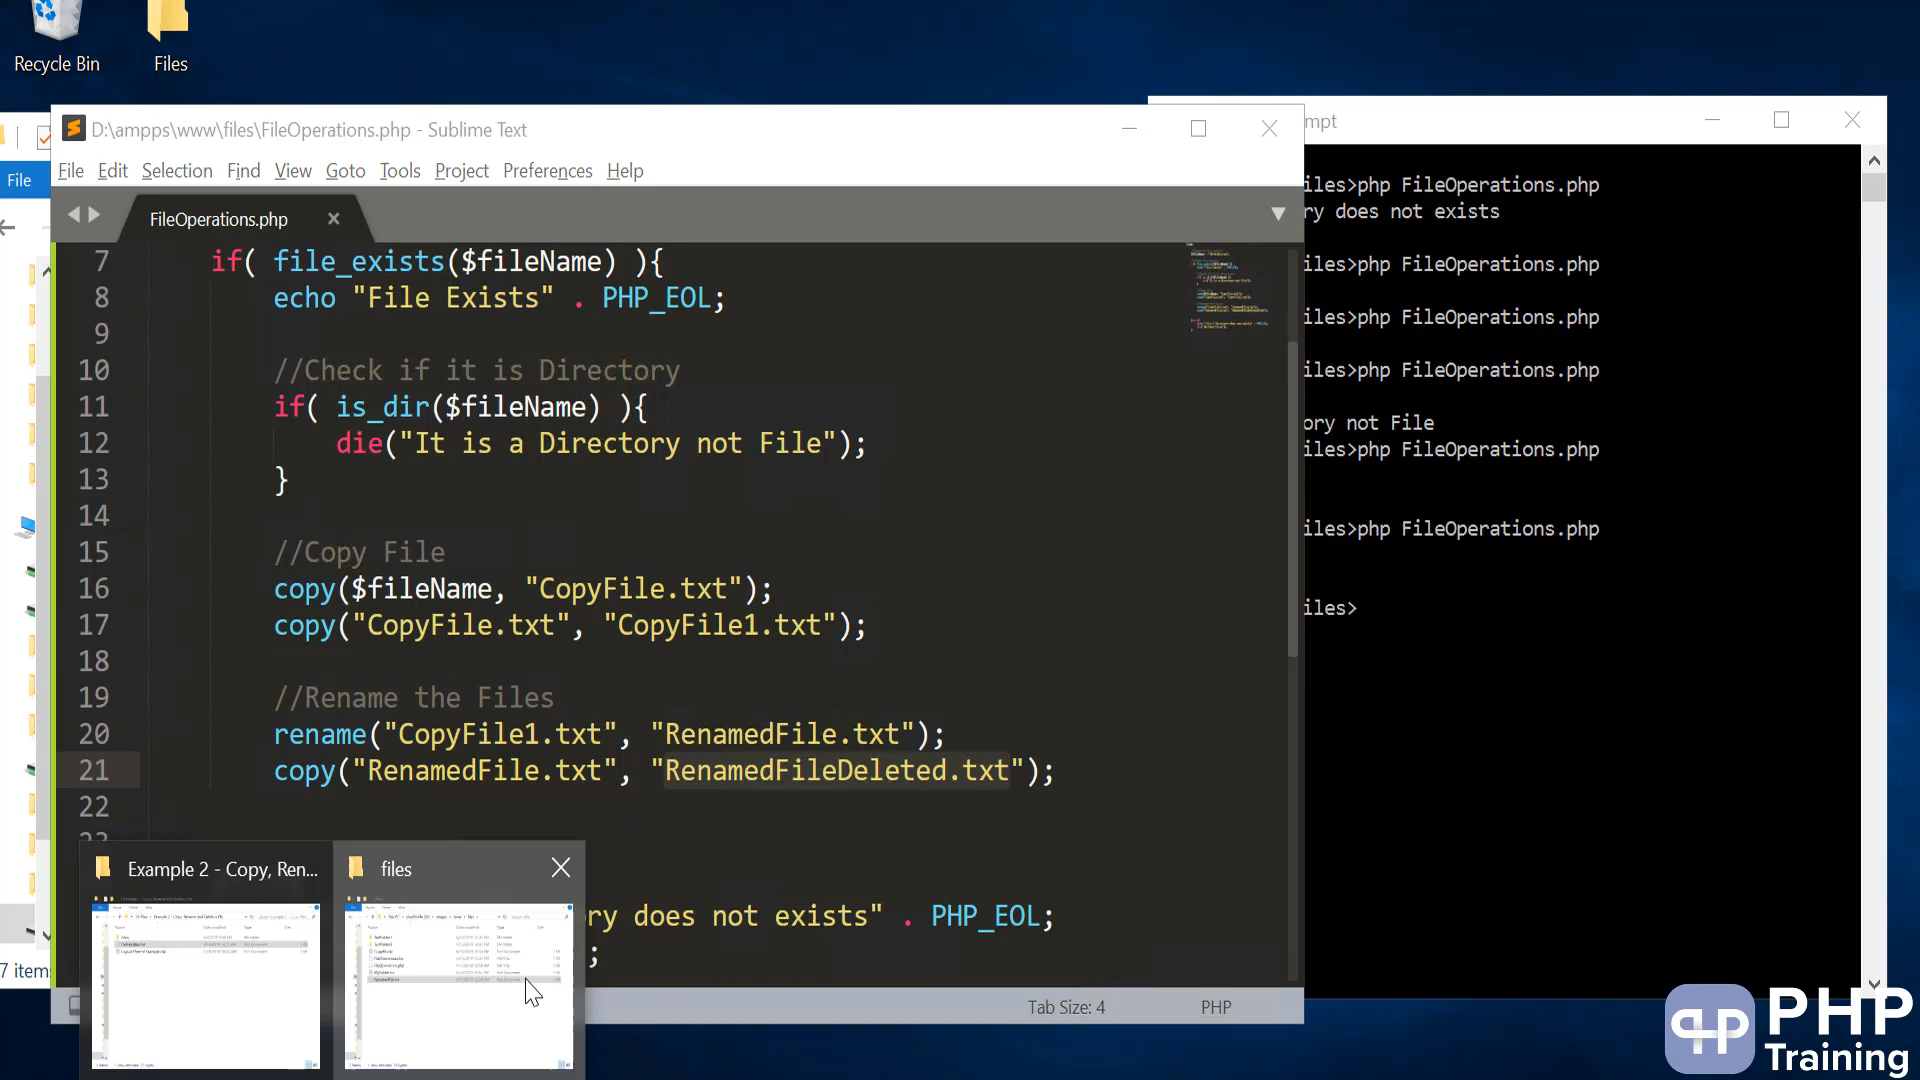 Recycle Bin
Files
D:\ampps\www\files\FileOperations.php - Sublime Text
File Edit Selection Find View Goto Tools Project Preferences Help
FileOperations.php
7 if( file_exists($fileName) ){
8 echo "File Exists" . PHP_EOL;
9
10 //Check if it is Directory
11 if( is_dir($fileName) ){
12 die("It is a Directory not File");
13 }
14
15 //Copy File
16 copy($fileName, "CopyFile.txt");
17 copy("CopyFile.txt", "CopyFile1.txt");
18
19 //Rename the Files
20 rename("CopyFile1.txt", "RenamedFile.txt");
21 copy("RenamedFile.txt", "RenamedFileDeleted.txt");
22
23
ry does not exists" . PHP_EOL;
;
Tab Size: 4
PHP
File
7 items
Example 2 - Copy, Ren...
files
mpt
iles>php FileOperations.php
ry does not exists
iles>php FileOperations.php
iles>php FileOperations.php
iles>php FileOperations.php
ory not File
iles>php FileOperations.php
iles>php FileOperations.php
iles>
PHP
Training